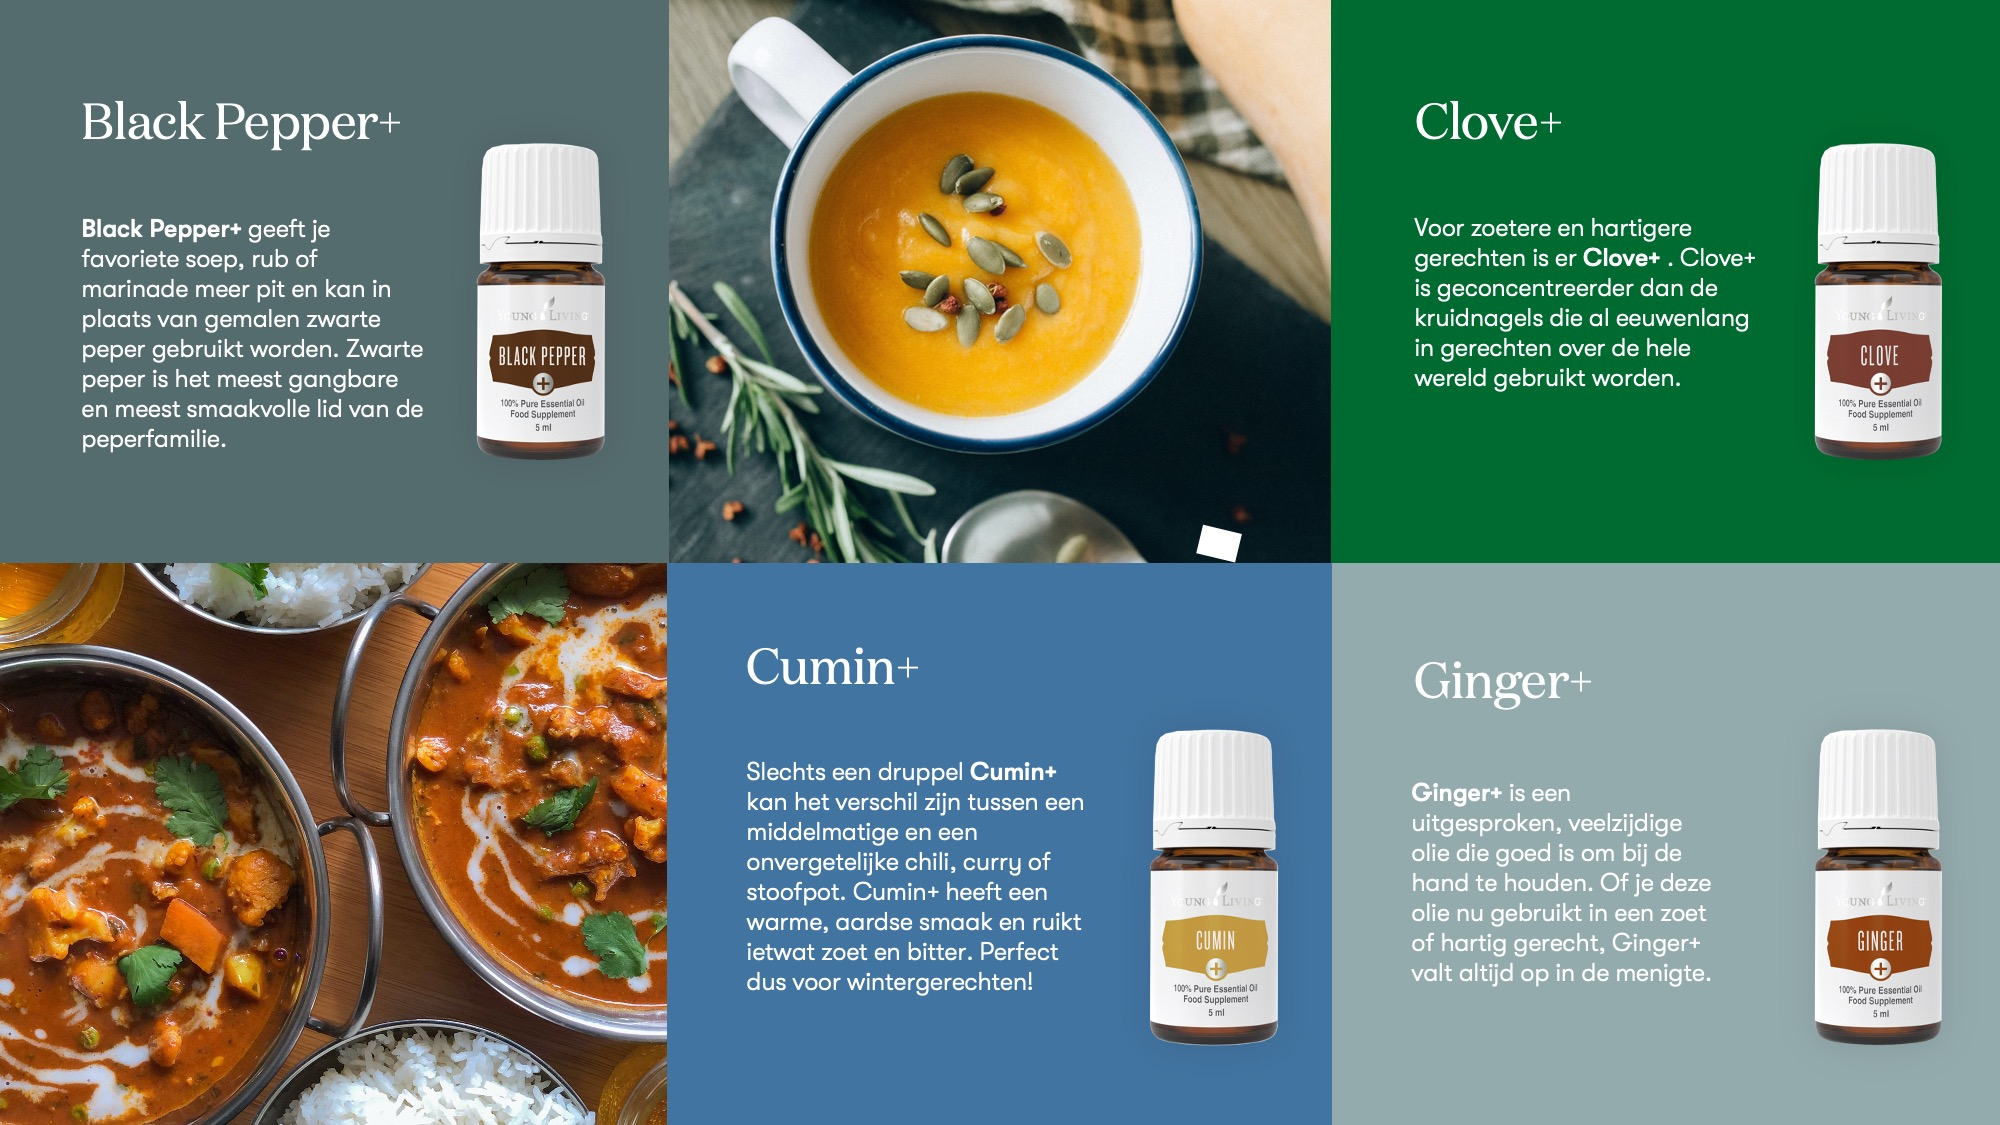 Black Pepper+
Black Pepper+ geeft je
favoriete soep, rub of
marinade meer pit en kan in
plaats van gemalen zwarte
peper gebruikt worden. Zwarte
peper is het meest gangbare
en meest smaakvolle lid van de
peperfamilie.
YOUNG LIVING
BLACK PEPPER
+
100% Pure Essential Oil
Food Supplement
5 ml
Clove+
Voor zoetere en hartigere
gerechten is er Clove+ . Clove+
is geconcentreerder dan de
kruidnagels die al eeuwenlang
in gerechten over de hele
wereld gebruikt worden.
YOUNG LIVING
CLOVE
+
100% Pure Essential Oil
Food Supplement
5 ml
Cumin+
Slechts een druppel Cumin+
kan het verschil zijn tussen een
middelmatige en een
onvergetelijke chili, curry of
stoofpot. Cumin+ heeft een
warme, aardse smaak en ruikt
ietwat zoet en bitter. Perfect
dus voor wintergerechten!
YOUNG LIVING
CUMIN
+
100% Pure Essential Oil
Food Supplement
5 ml
Ginger+
Ginger+ is een
uitgesproken, veelzijdige
olie die goed is om bij de
hand te houden. Of je deze
olie nu gebruikt in een zoet
of hartig gerecht, Ginger+
valt altijd op in de menigte.
YOUNG LIVING
GINGER
+
100% Pure Essential Oil
Food Supplement
5 ml